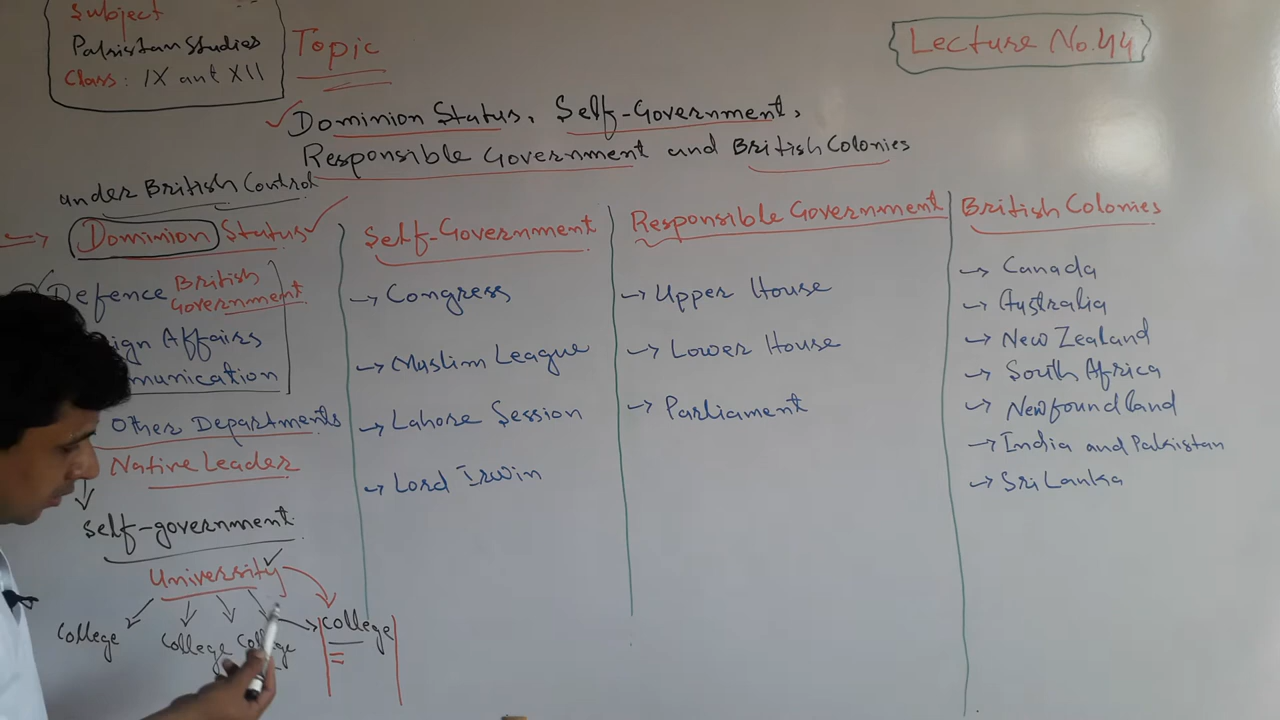 Subject
Pakistan Studies
Class: IX ant XII
Topic
Lecture No.44
Dominion Status, Self-Government,
Responsible Government and British Colonies
under British Control
Dominion Status
Defence British
Government
Affairs
Other Departments
Native Leader
Self-government
University
College
College College
College
Self-Government
Congress
Muslim League
Lahore Session
Lord Irwin
Responsible Government
Upper House
Lower House
Parliament
British Colonies
Canada
Australia
New Zealand
South Africa
Newfoundland
India and Pakistan
Sri Lanka